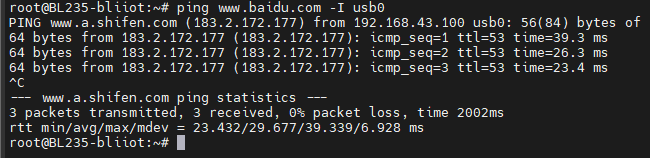 root@BL235-bliiot:~# ping www.baidu.com -I usb0
PING www.a.shifen.com (183.2.172.177) from 192.168.43.100 usb0: 56(84) bytes of
64 bytes from 183.2.172.177 (183.2.172.177): icmp_seq=1 ttl=53 time=39.3 ms
64 bytes from 183.2.172.177 (183.2.172.177): icmp_seq=2 ttl=53 time=26.3 ms
64 bytes from 183.2.172.177 (183.2.172.177): icmp_seq=3 ttl=53 time=23.4 ms
^C
--- www.a.shifen.com ping statistics ---
3 packets transmitted, 3 received, 0% packet loss, time 2002ms
rtt min/avg/max/mdev = 23.432/29.677/39.339/6.928 ms
root@BL235-bliiot:~#